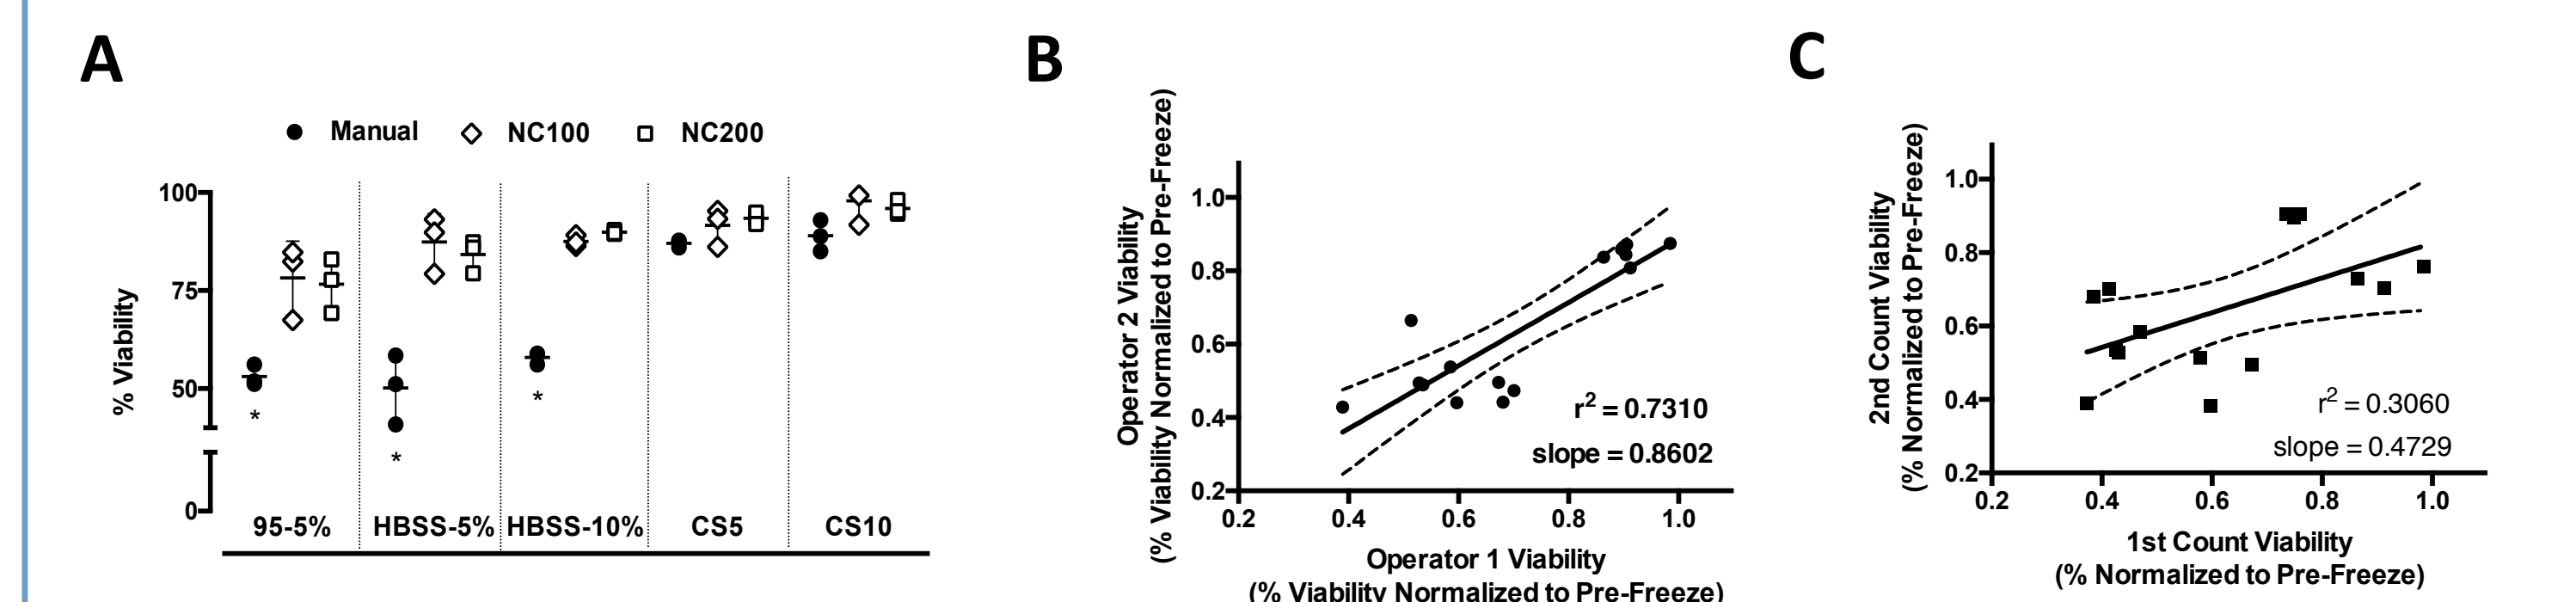 A
Manual NC100 NC200
% Viability
100
75
50
0
*
*
*
95-5% HBSS-5% HBSS-10% CS5 CS10
B
Operator 2 Viability
(% Viability Normalized to Pre-Freeze)
1.0
0.8
0.6
0.4
0.2
r² = 0.7310
slope = 0.8602
0.2 0.4 0.6 0.8 1.0
Operator 1 Viability
(% Viability Normalized to Pre-Freeze)
C
2nd Count Viability
(% Normalized to Pre-Freeze)
1.0
0.8
0.6
0.4
0.2
r² = 0.3060
slope = 0.4729
0.2 0.4 0.6 0.8 1.0
1st Count Viability
(% Normalized to Pre-Freeze)